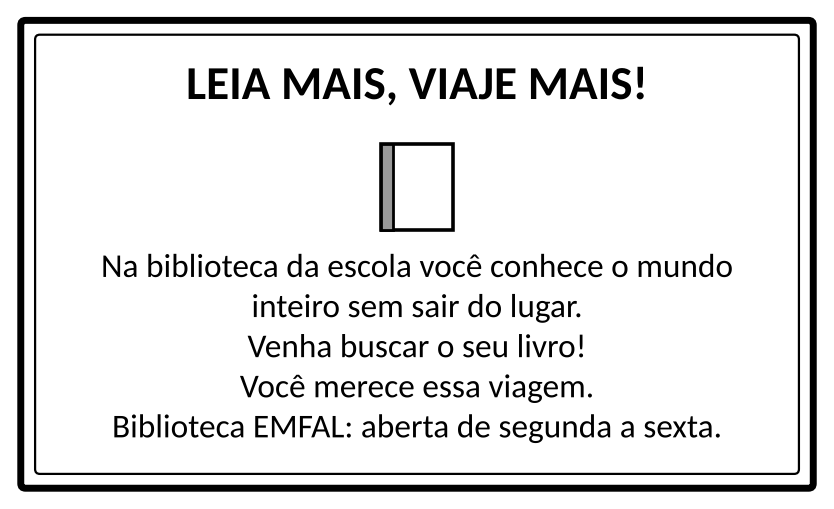 LEIA MAIS, VIAJE MAIS!
Na biblioteca da escola você conhece o mundo
inteiro sem sair do lugar.
Venha buscar o seu livro!
Você merece essa viagem.
Biblioteca EMFAL: aberta de segunda a sexta.